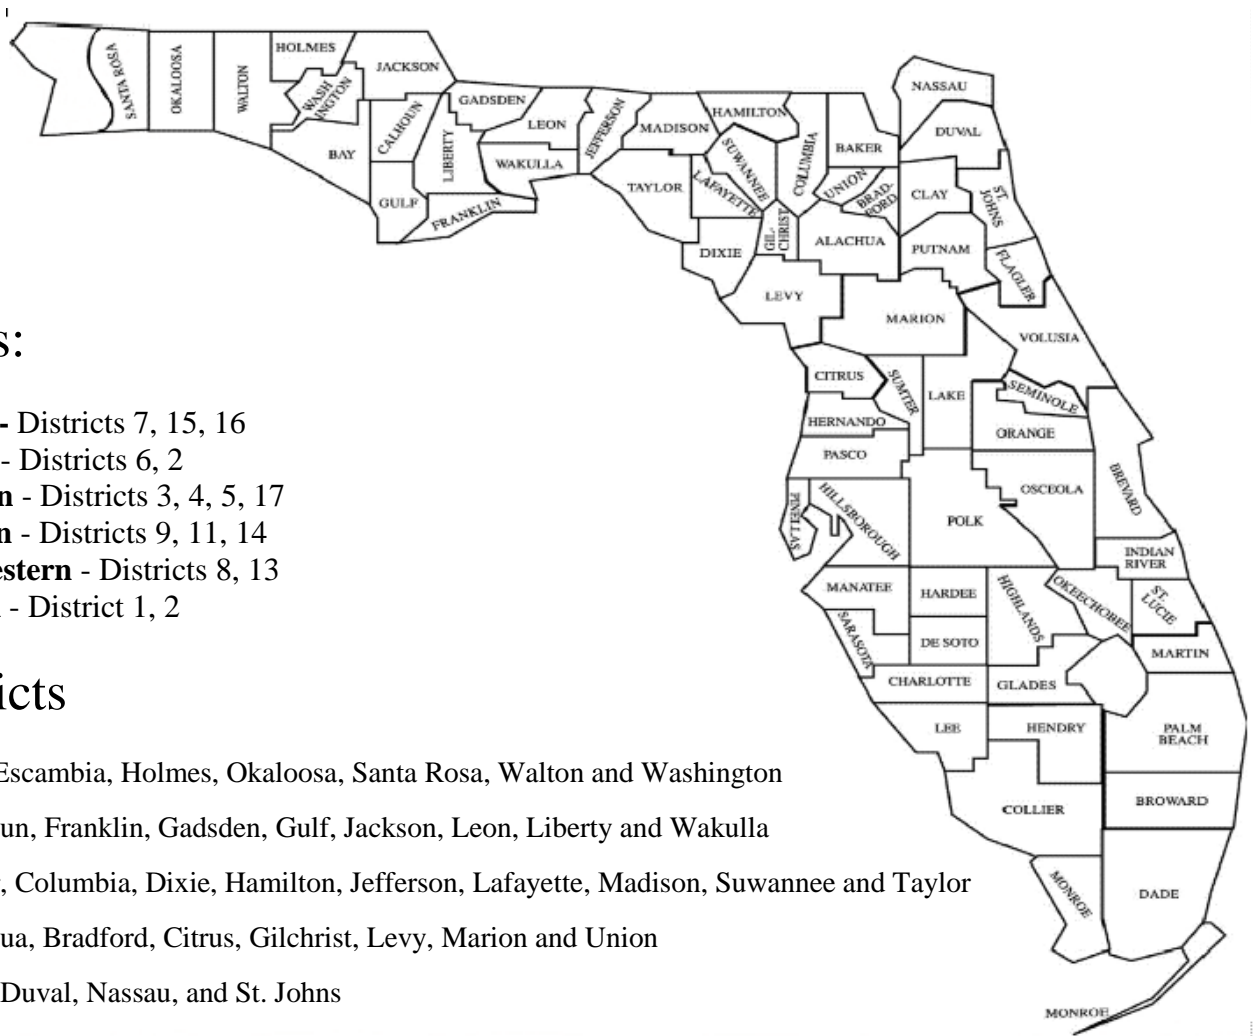 NASSAU
HOLMES
JACKSON
SANTA ROSA
OKALOOSA
WALTON
WASH
INGTON
GADSDEN
LEON
JEFFERSON
MADISON
HAMILTON
CALHOUN
LIBERTY
BAY
WAKULLA
SUWANNEE
COLUMBIA
BAKER
DUVAL
TAYLOR
LAFAYETTE
UNION
BRAD-
FORD
CLAY
ST.
JOHNS
GULF
FRANKLIN
DIXIE
GIL-
CHRIST
ALACHUA
PUTNAM
FLAGLER
LEVY
MARION
VOLUSIA
s:
CITRUS
SUMTER
LAKE
SEMINOLE
- Districts 7, 15, 16
HERNANDO
ORANGE
- Districts 6, 2
PASCO
n - Districts 3, 4, 5, 17
PINELLAS
HILLSBOROUGH
POLK
OSCEOLA
BREVARD
n - Districts 9, 11, 14
INDIAN
RIVER
estern - Districts 8, 13
MANATEE
HARDEE
HIGHLANDS
OKEECHOBEE
ST.
LUCIE
- District 1, 2
SARASOTA
DE SOTO
MARTIN
icts
CHARLOTTE
GLADES
LEE
HENDRY
PALM
BEACH
Escambia, Holmes, Okaloosa, Santa Rosa, Walton and Washington
COLLIER
BROWARD
un, Franklin, Gadsden, Gulf, Jackson, Leon, Liberty and Wakulla
, Columbia, Dixie, Hamilton, Jefferson, Lafayette, Madison, Suwannee and Taylor
MONROE
DADE
ua, Bradford, Citrus, Gilchrist, Levy, Marion and Union
Duval, Nassau, and St. Johns
MONROE